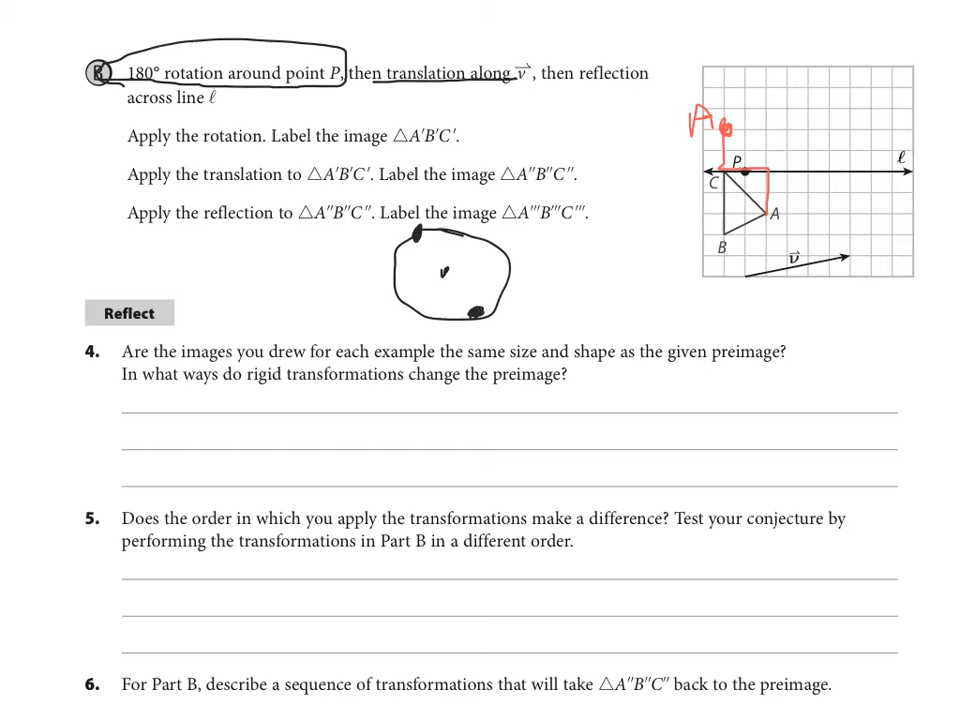 B 180° rotation around point P, then translation along v⃗, then reflection
across line ℓ
Apply the rotation. Label the image △A′B′C′.
Apply the translation to △A′B′C′. Label the image △A″B″C″.
Apply the reflection to △A″B″C″. Label the image △A‴B‴C‴.
A
P
ℓ
C
A
B
v⃗
Reflect
4. Are the images you drew for each example the same size and shape as the given preimage?
In what ways do rigid transformations change the preimage?
5. Does the order in which you apply the transformations make a difference? Test your conjecture by
performing the transformations in Part B in a different order.
6. For Part B, describe a sequence of transformations that will take △A″B″C″ back to the preimage.